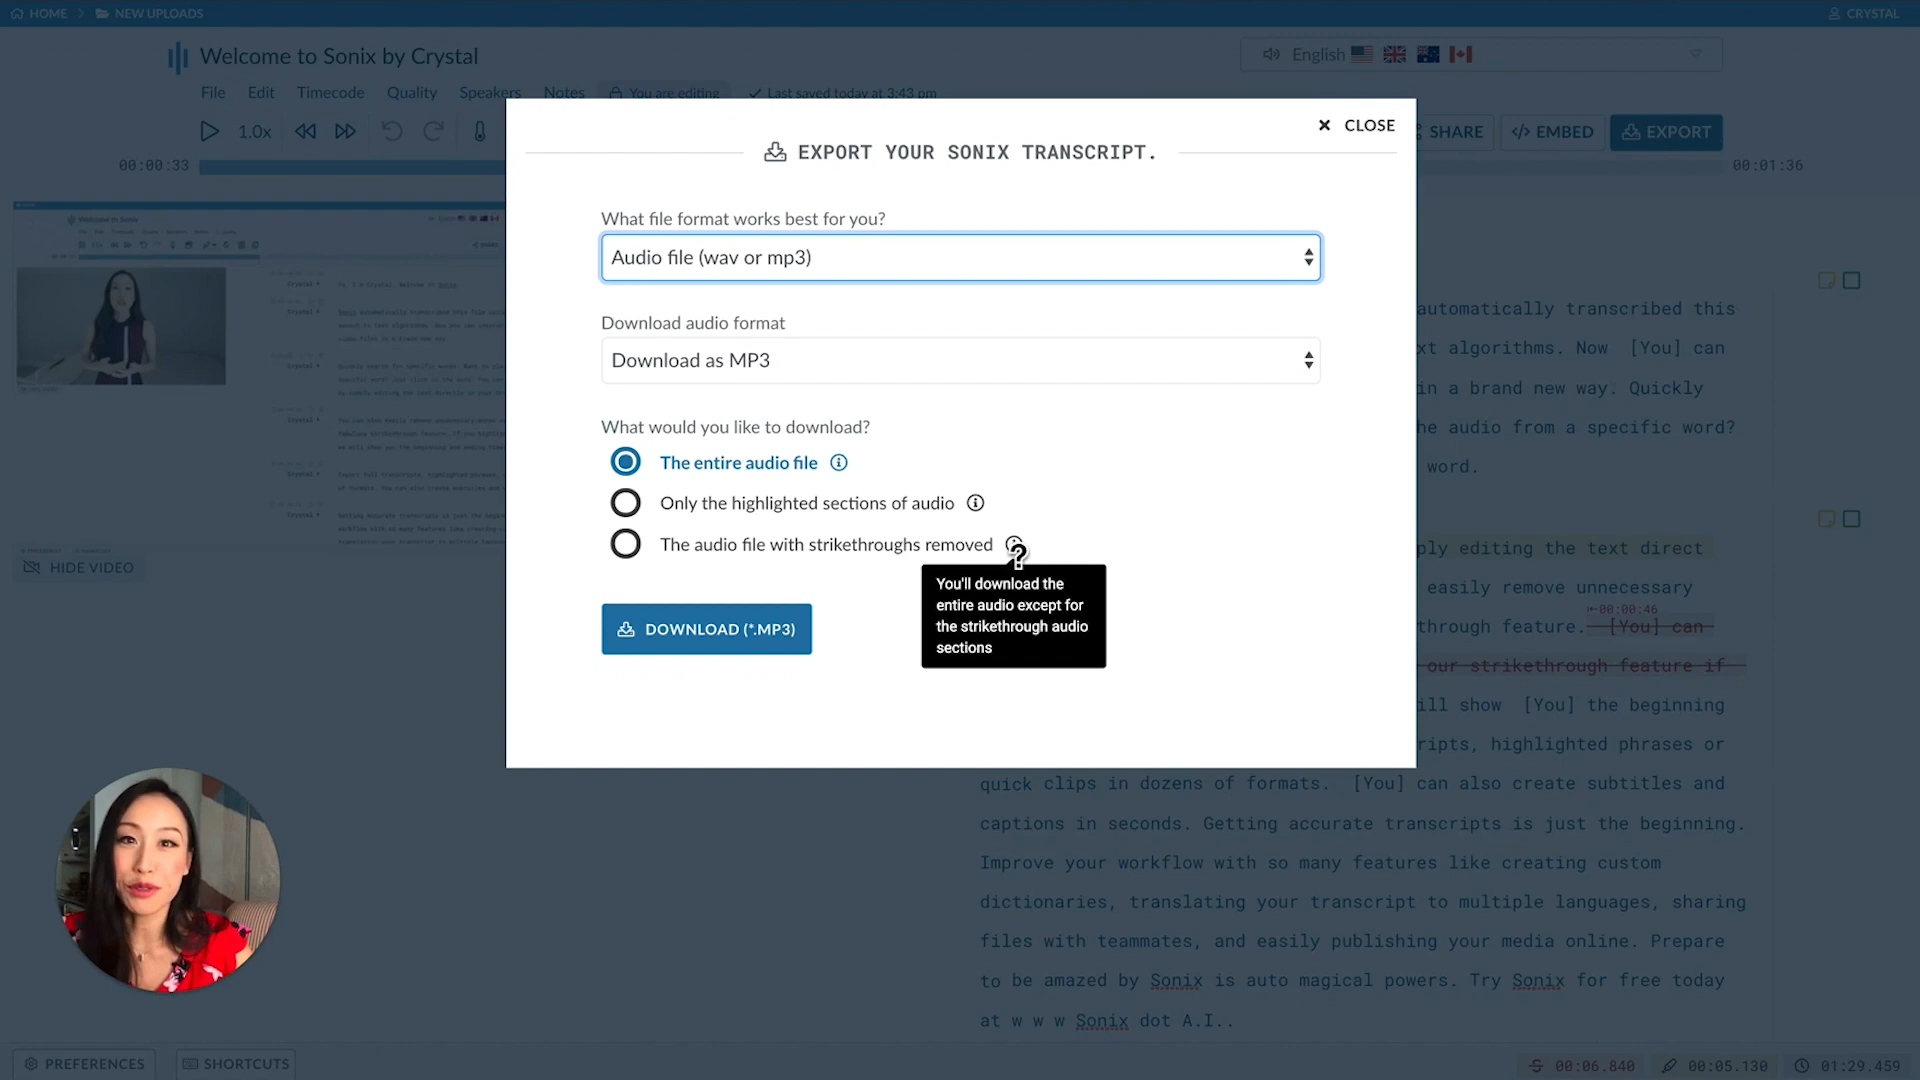 HOME > NEW UPLOADS
CRYSTAL
Welcome to Sonix by Crystal
English
File Edit Timecode Quality Speakers Notes You are editing Last saved today at 3:43 pm
1.0x
SHARE </> EMBED EXPORT
00:00:33
00:01:36
× CLOSE
EXPORT YOUR SONIX TRANSCRIPT.
What file format works best for you?
Audio file (wav or mp3)
Download audio format
Download as MP3
What would you like to download?
The entire audio file
Only the highlighted sections of audio
The audio file with strikethroughs removed
You'll download the
entire audio except for
the strikethrough audio
sections
DOWNLOAD (*.MP3)
Welcome to Sonix
HIDE VIDEO
automatically transcribed this
xt algorithms. Now [You] can
in a brand new way. Quickly
he audio from a specific word?
word.
ply editing the text direct
easily remove unnecessary
00:00:46
through feature. [You] can
our strikethrough feature if
ill show [You] the beginning
ripts, highlighted phrases or
quick clips in dozens of formats. [You] can also create subtitles and
captions in seconds. Getting accurate transcripts is just the beginning.
Improve your workflow with so many features like creating custom
dictionaries, translating your transcript to multiple languages, sharing
files with teammates, and easily publishing your media online. Prepare
to be amazed by Sonix is auto magical powers. Try Sonix for free today
at w w w Sonix dot A.I..
PREFERENCES SHORTCUTS
00:06.840 00:05.130 01:29.459